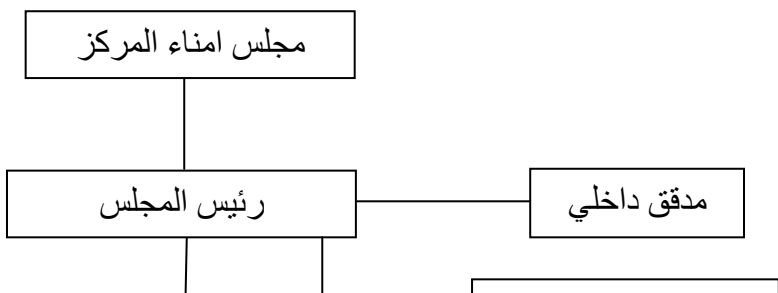 مجلس امناء المركز
رئيس المجلس
مدقق داخلي